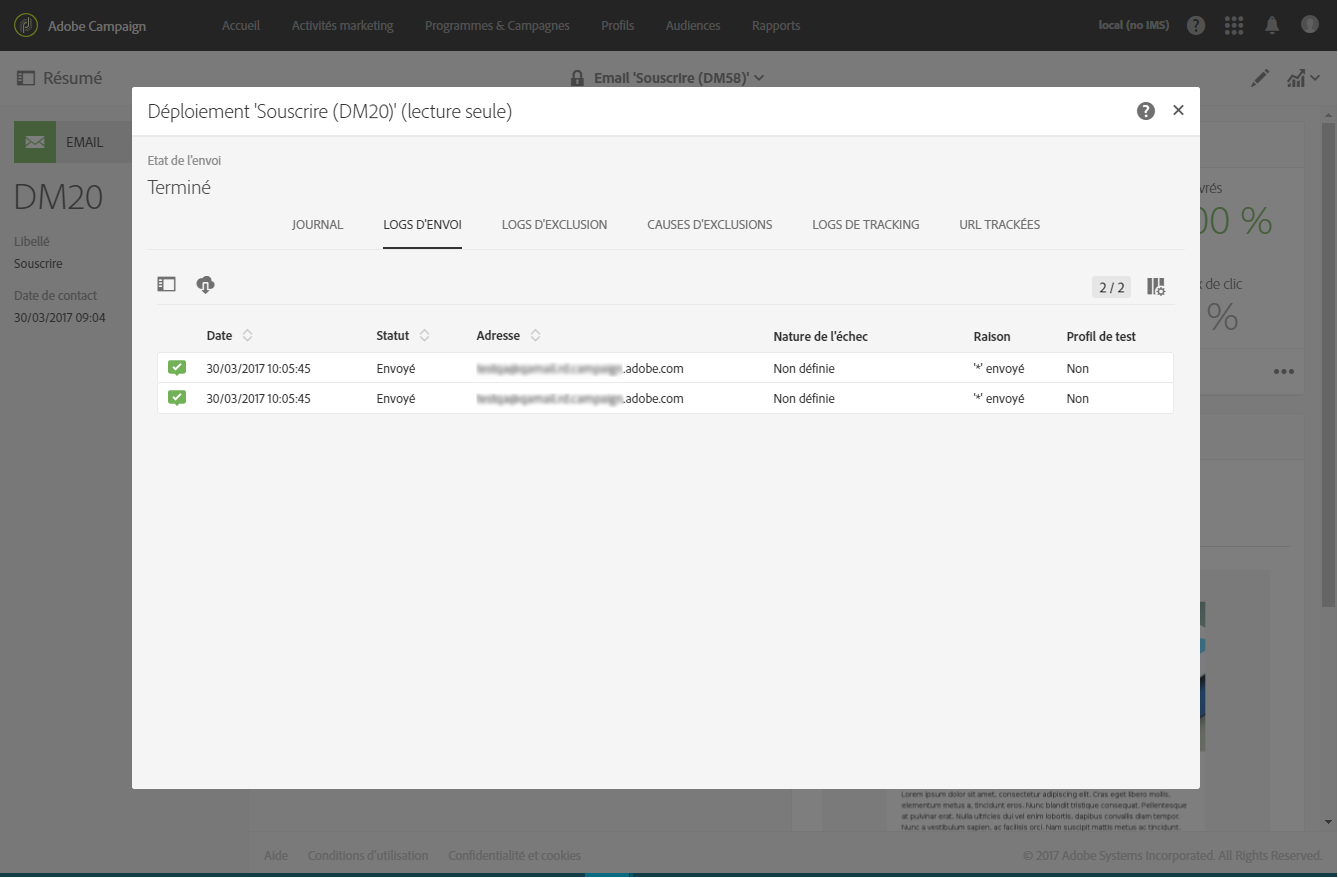 Adobe Campaign Accueil Activités marketing Programmes & Campagnes Profils Audiences Rapports local (no IMS) ?
Résumé Email 'Souscrire (DM58)'
Déploiement 'Souscrire (DM20)' (lecture seule) ?
EMAIL
DM20
Libellé
Souscrire
Date de contact
30/03/2017 09:04
Etat de l'envoi
Terminé
JOURNAL LOGS D'ENVOI LOGS D'EXCLUSION CAUSES D'EXCLUSIONS LOGS DE TRACKING URL TRACKÉES
2 / 2
Date Statut Adresse Nature de l'échec Raison Profil de test
30/03/2017 10:05:45 Envoyé .adobe.com Non définie '*' envoyé Non
30/03/2017 10:05:45 Envoyé .adobe.com Non définie '*' envoyé Non
vrés
00 %
de clic
%
Lorem ipsum dolor sit amet, consectetur adipiscing elit. Cras eget libero mollis,
elementum metus a, tincidunt eros. Nunc blandit tristique consequat. Pellentesque
at pulvinar erat. Nulla ultricies dui vel enim lobortis, dapibus convallis diam tempor.
Nunc a vestibulum sapien, ac facilisis orci. Nam suscipit mattis metus ac tincidunt.
Aide Conditions d'utilisation Confidentialité et cookies © 2017 Adobe Systems Incorporated. All Rights Reserved.